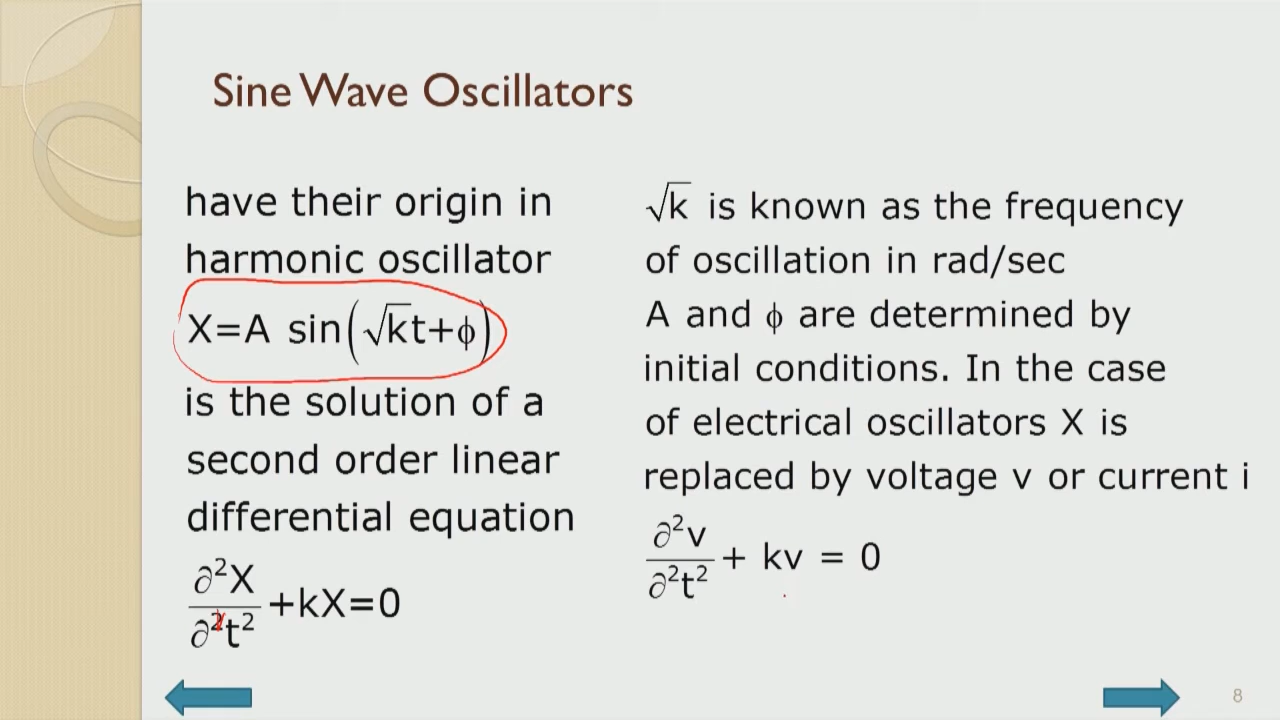 Sine Wave Oscillators
have their origin in
harmonic oscillator
X=A sin(√kt+ϕ)
is the solution of a
second order linear
differential equation
∂²X/∂²t² +kX=0
√k is known as the frequency
of oscillation in rad/sec
A and ϕ are determined by
initial conditions. In the case
of electrical oscillators X is
replaced by voltage v or current i
∂²v/∂²t² + kv = 0
8